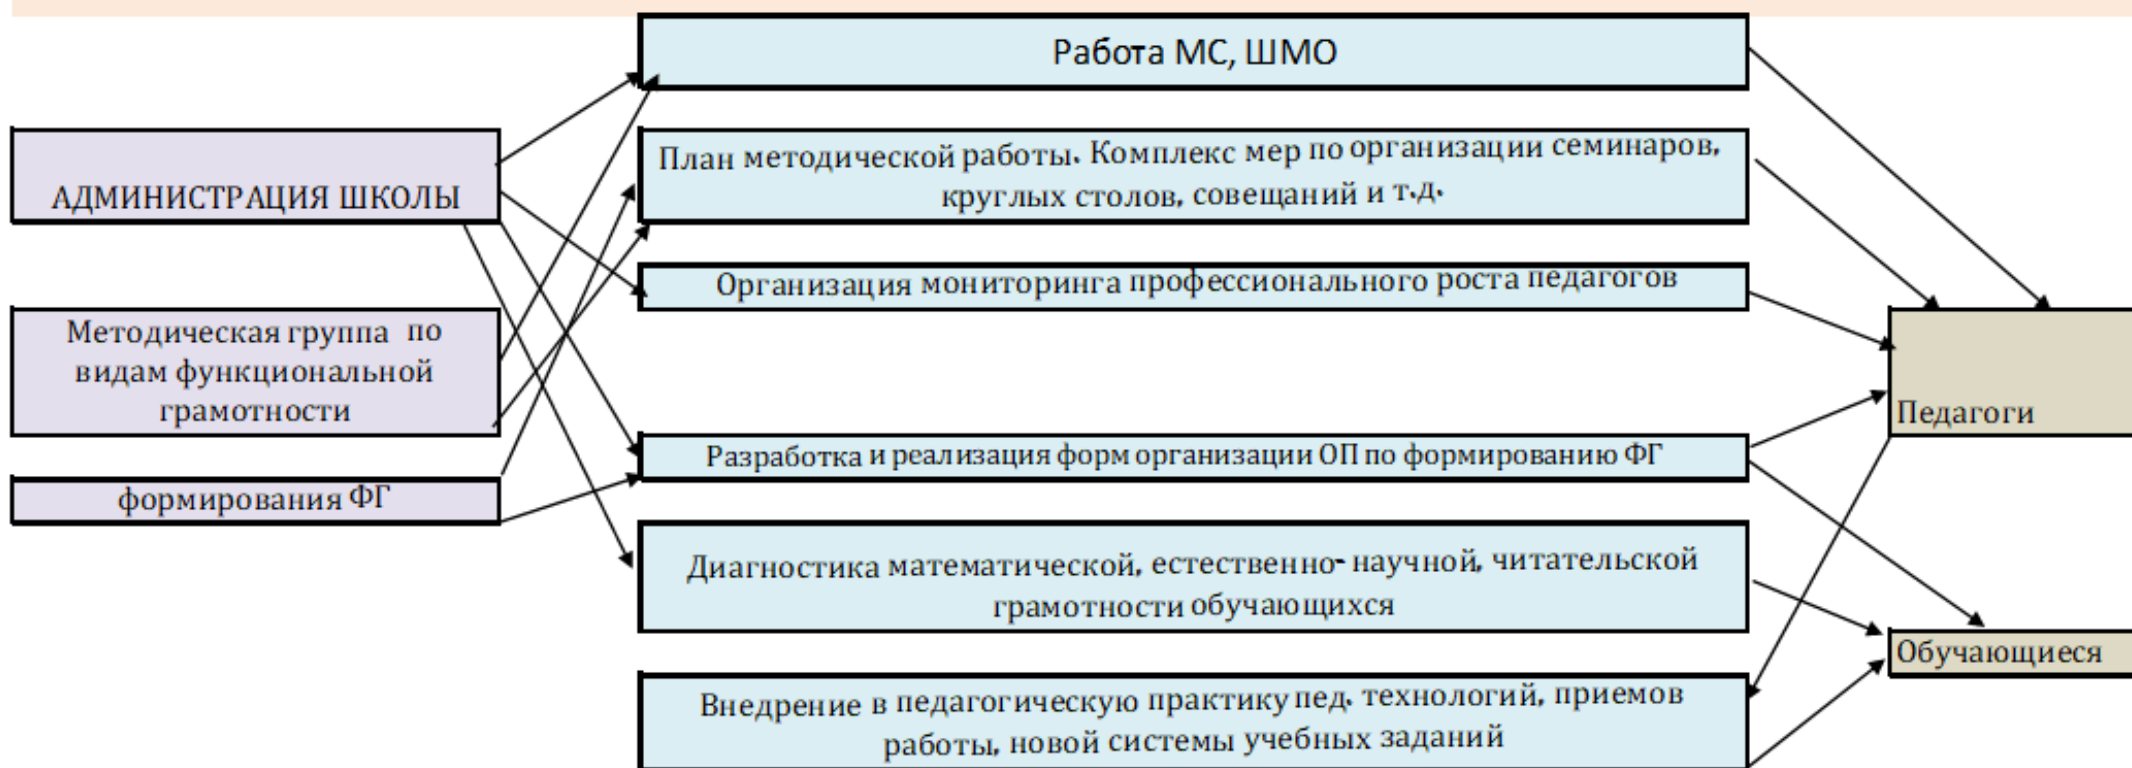 Работа МС, ШМО
План методической работы. Комплекс мер по организации семинаров,
круглых столов, совещаний и т.д.
АДМИНИСТРАЦИЯ ШКОЛЫ
Организация мониторинга профессионального роста педагогов
Методическая группа по
видам функциональной
грамотности
Педагоги
Разработка и реализация форм организации ОП по формированию ФГ
формирования ФГ
Диагностика математической, естественно- научной, читательской
грамотности обучающихся
Обучающиеся
Внедрение в педагогическую практику пед. технологий, приемов
работы, новой системы учебных заданий